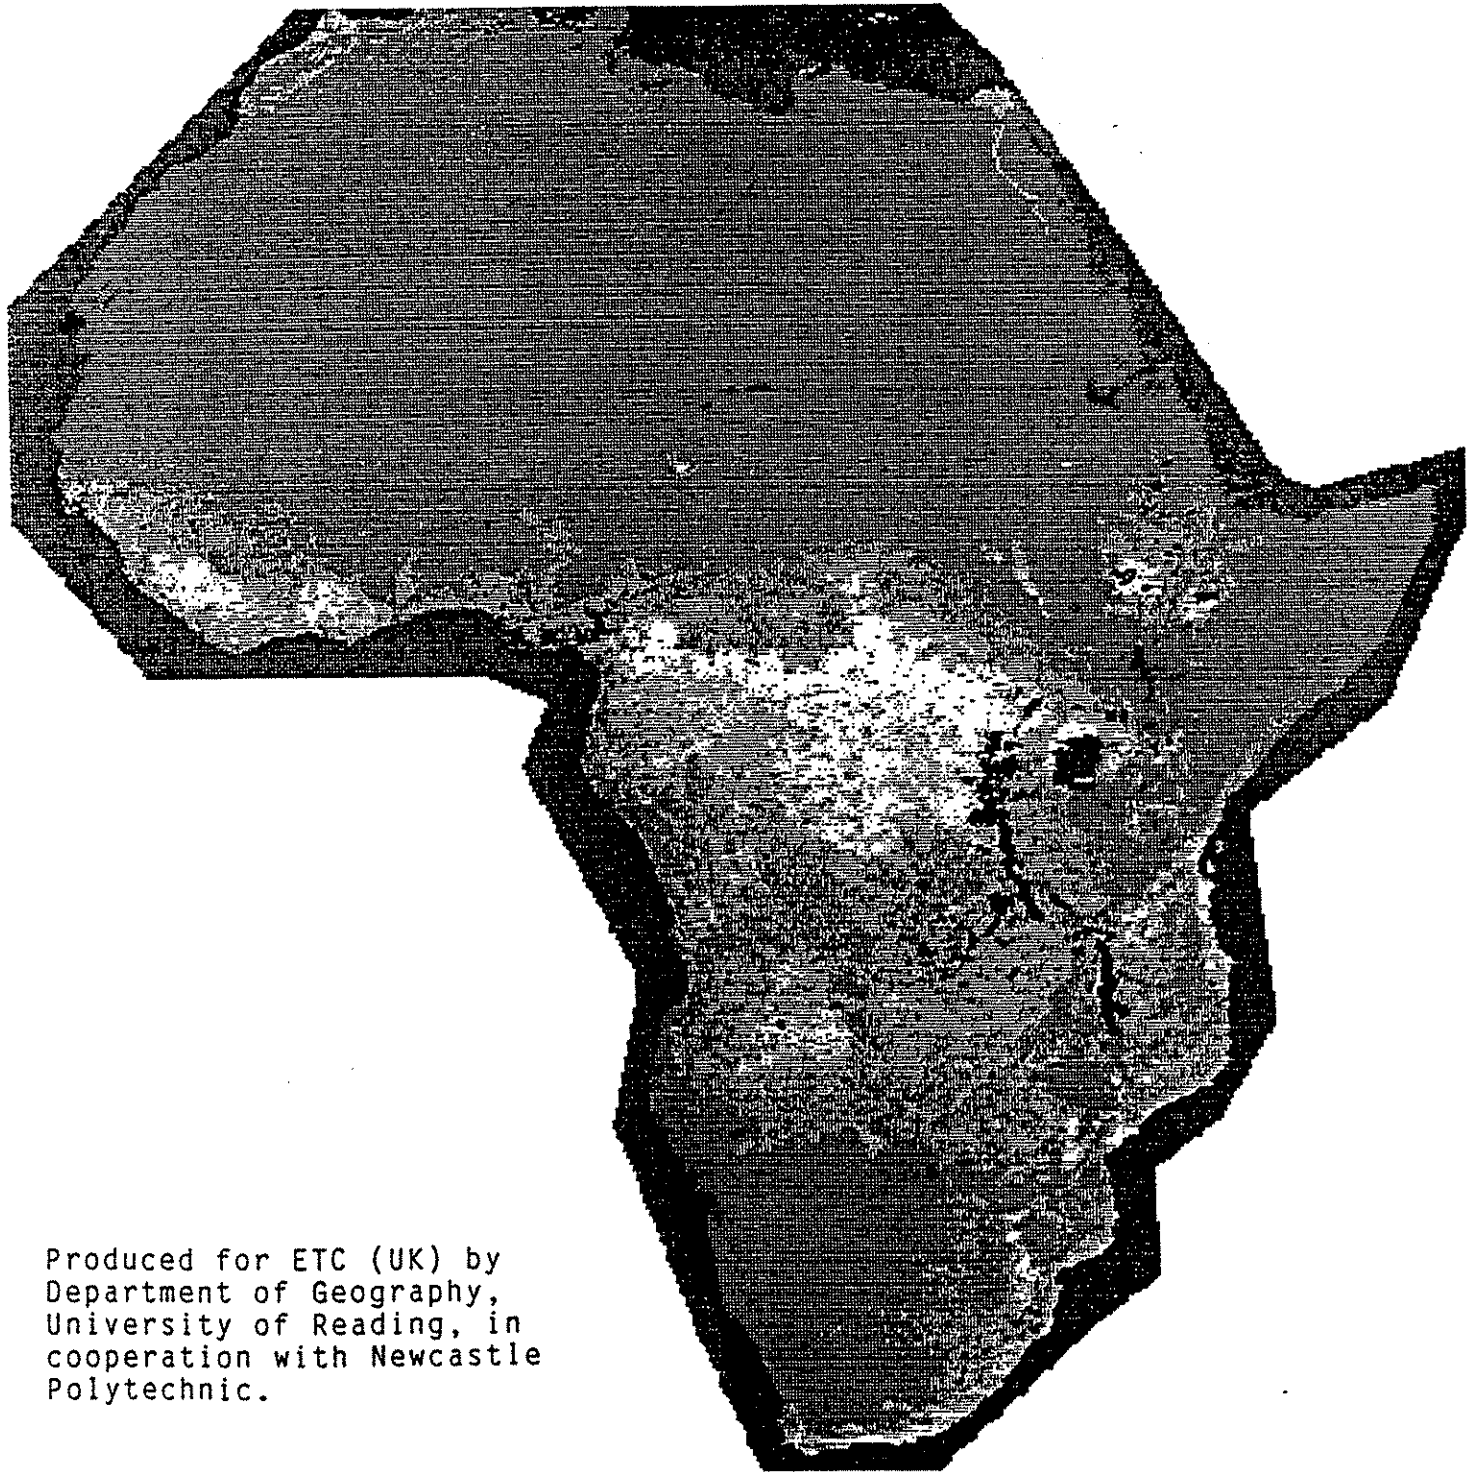 Produced for ETC (UK) by
Department of Geography,
University of Reading, in
cooperation with Newcastle
Polytechnic.